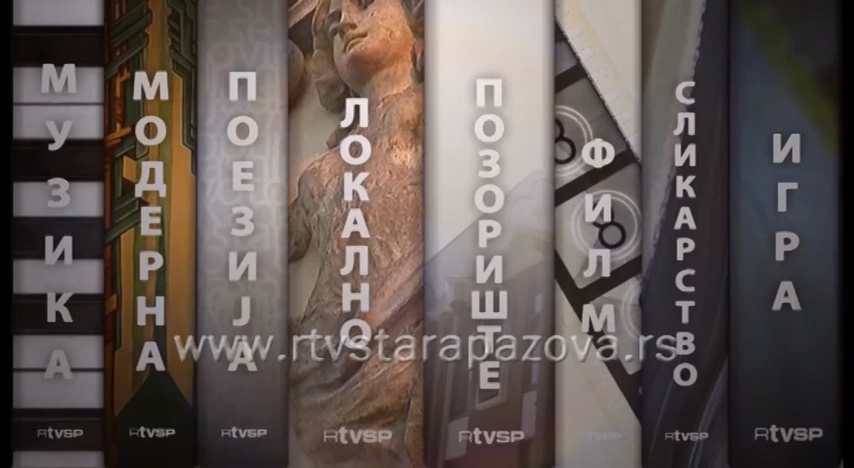 МУЗИКА
МОДЕРНА
ПОЕЗИЈА
ЛОКАЛНО
ПОЗОРИШТЕ
ФИЛМ
СЛИКАРСТВО
ИГРА
www.rtvstarapazova.rs
RTVSP
RTVSP
RTVSP
RTVSP
RTVSP
RTVSP
RTVSP
RTVSP